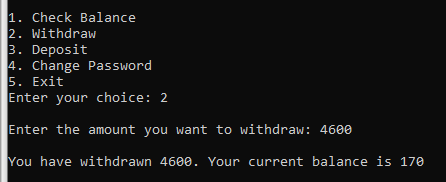 1. Check Balance
2. Withdraw
3. Deposit
4. Change Password
5. Exit
Enter your choice: 2
Enter the amount you want to withdraw: 4600
You have withdrawn 4600. Your current balance is 170